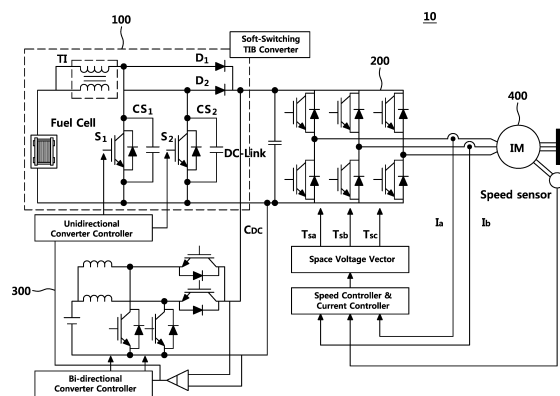 10
100
Soft-Switching
TIB Converter
TI
D1
D2
200
400
Fuel Cell
CS1
CS2
S1
S2
DC-Link
IM
Speed sensor
Unidirectional
Converter Controller
CDC
Tsa
Tsb
Tsc
Ia
Ib
Space Voltage Vector
300
Speed Controller &
Current Controller
Bi-directional
Converter Controller